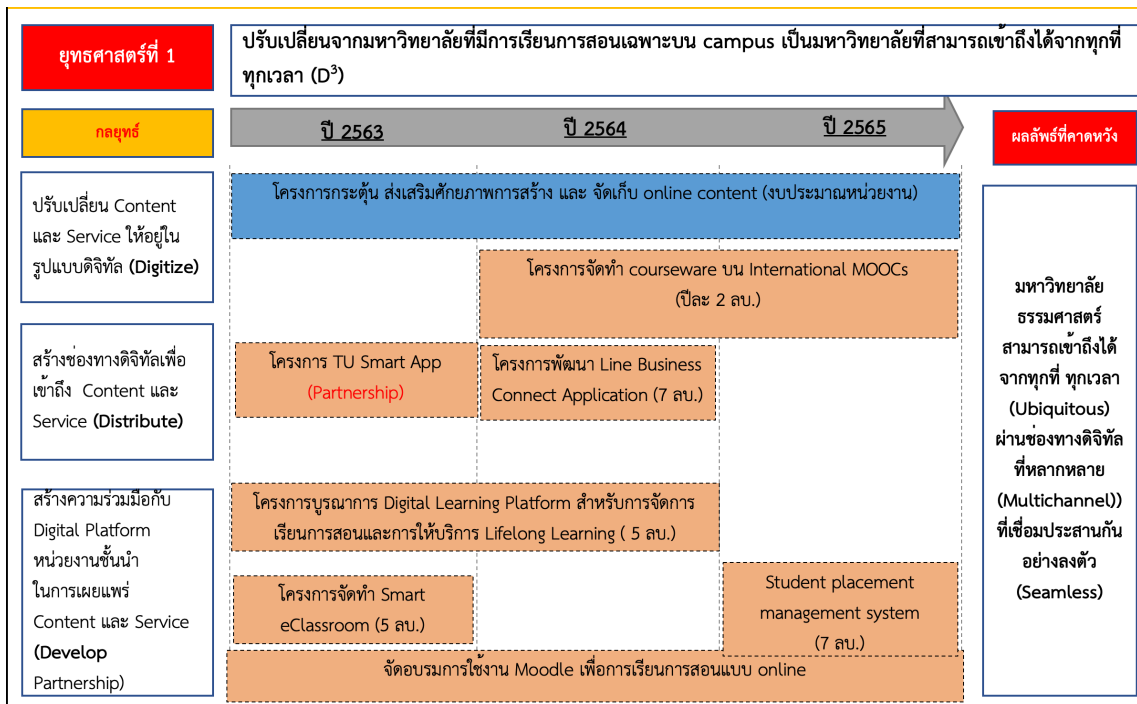 ยุทธศาสตร์ที่ 1
ปรับเปลี่ยนจากมหาวิทยาลัยที่มีการเรียนการสอนเฉพาะบน campus เป็นมหาวิทยาลัยที่สามารถเข้าถึงได้จากทุกที่
ทุกเวลา (D³)
กลยุทธ์
ปี 2563
ปี 2564
ปี 2565
ผลลัพธ์ที่คาดหวัง
ปรับเปลี่ยน Content
และ Service ให้อยู่ใน
รูปแบบดิจิทัล (Digitize)
โครงการกระตุ้น ส่งเสริมศักยภาพการสร้าง และ จัดเก็บ online content (งบประมาณหน่วยงาน)
โครงการจัดทำ courseware บน International MOOCs
(ปีละ 2 ลบ.)
สร้างช่องทางดิจิทัลเพื่อ
เข้าถึง Content และ
Service (Distribute)
โครงการ TU Smart App
(Partnership)
โครงการพัฒนา Line Business
Connect Application (7 ลบ.)
สร้างความร่วมมือกับ
Digital Platform
หน่วยงานชั้นนำ
ในการเผยแพร่
Content และ Service
(Develop
Partnership)
โครงการบูรณาการ Digital Learning Platform สำหรับการจัดการ
เรียนการสอนและการให้บริการ Lifelong Learning ( 5 ลบ.)
โครงการจัดทำ Smart
eClassroom (5 ลบ.)
Student placement
management system
(7 ลบ.)
จัดอบรมการใช้งาน Moodle เพื่อการเรียนการสอนแบบ online
มหาวิทยาลัย
ธรรมศาสตร์
สามารถเข้าถึงได้
จากทุกที่ ทุกเวลา
(Ubiquitous)
ผ่านช่องทางดิจิทัล
ที่หลากหลาย
(Multichannel))
ที่เชื่อมประสานกัน
อย่างลงตัว
(Seamless)